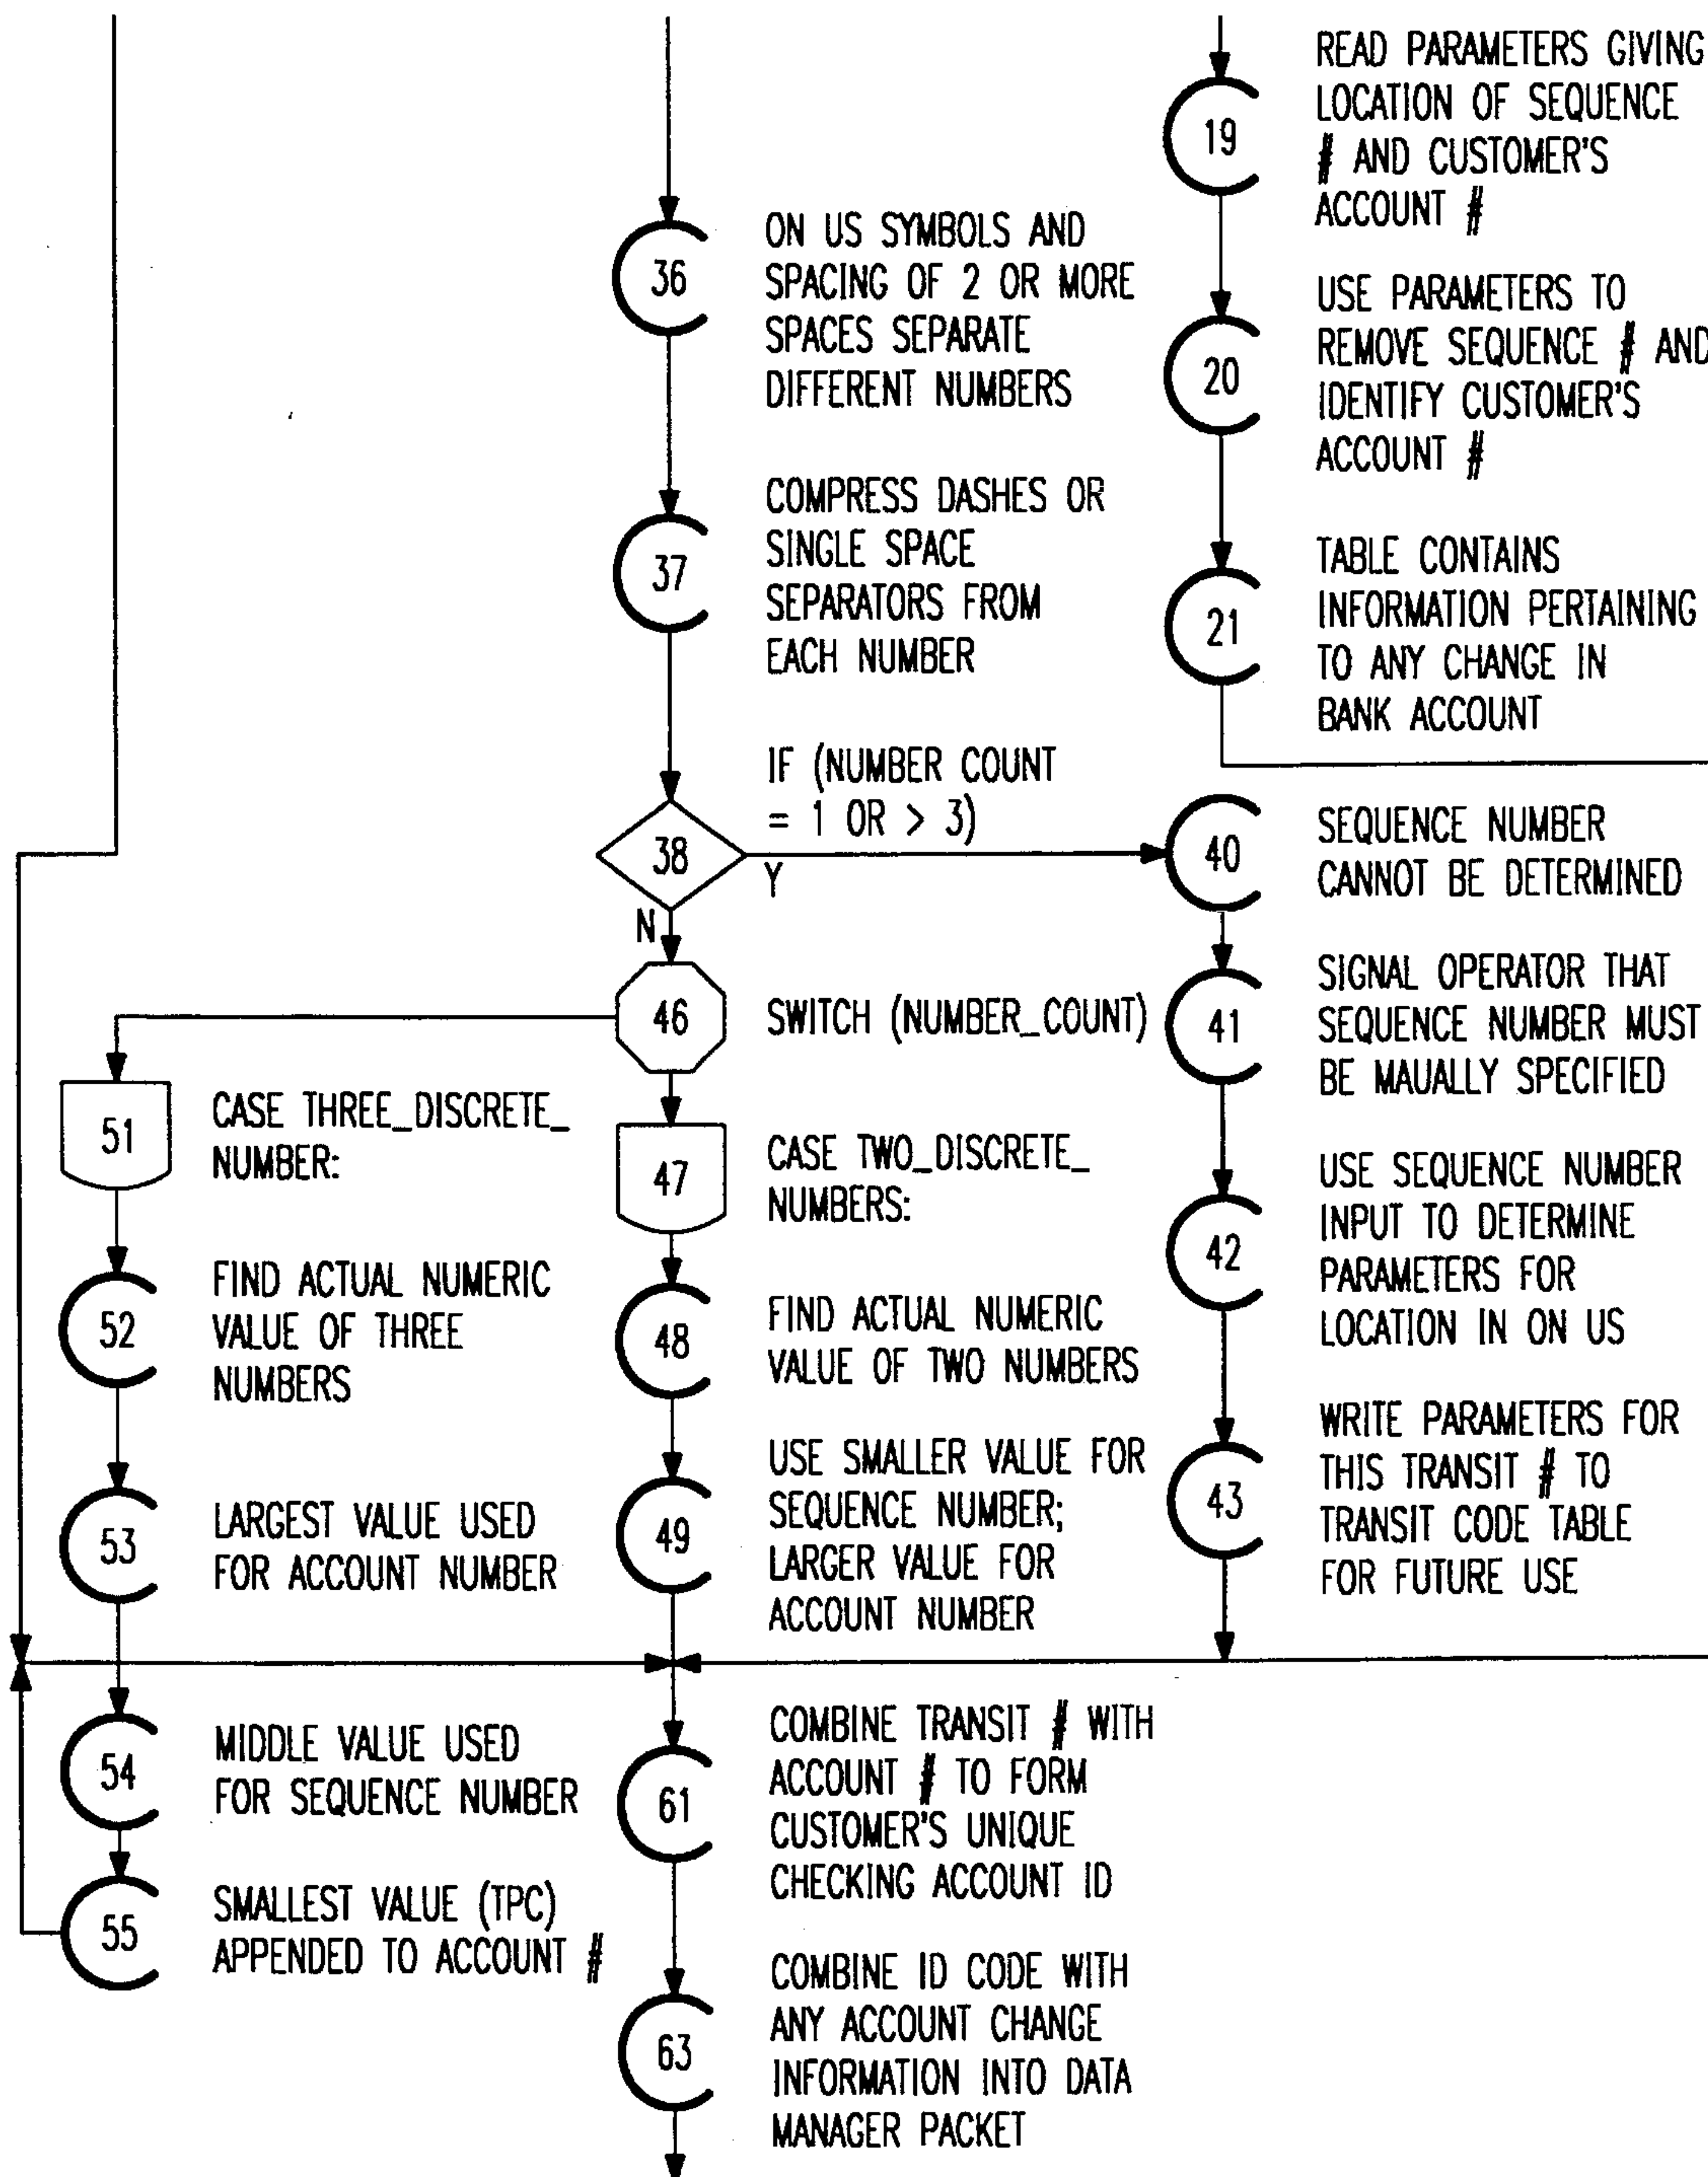 19
READ PARAMETERS GIVING
LOCATION OF SEQUENCE
# AND CUSTOMER'S
ACCOUNT #
36
ON US SYMBOLS AND
SPACING OF 2 OR MORE
SPACES SEPARATE
DIFFERENT NUMBERS
20
USE PARAMETERS TO
REMOVE SEQUENCE # AND
IDENTIFY CUSTOMER'S
ACCOUNT #
37
COMPRESS DASHES OR
SINGLE SPACE
SEPARATORS FROM
EACH NUMBER
21
TABLE CONTAINS
INFORMATION PERTAINING
TO ANY CHANGE IN
BANK ACCOUNT
38
IF (NUMBER COUNT
= 1 OR > 3)
Y
N
40
SEQUENCE NUMBER
CANNOT BE DETERMINED
46
SWITCH (NUMBER_COUNT)
41
SIGNAL OPERATOR THAT
SEQUENCE NUMBER MUST
BE MAUALLY SPECIFIED
51
CASE THREE_DISCRETE_
NUMBER:
47
CASE TWO_DISCRETE_
NUMBERS:
42
USE SEQUENCE NUMBER
INPUT TO DETERMINE
PARAMETERS FOR
LOCATION IN ON US
52
FIND ACTUAL NUMERIC
VALUE OF THREE
NUMBERS
48
FIND ACTUAL NUMERIC
VALUE OF TWO NUMBERS
43
WRITE PARAMETERS FOR
THIS TRANSIT # TO
TRANSIT CODE TABLE
FOR FUTURE USE
53
LARGEST VALUE USED
FOR ACCOUNT NUMBER
49
USE SMALLER VALUE FOR
SEQUENCE NUMBER;
LARGER VALUE FOR
ACCOUNT NUMBER
54
MIDDLE VALUE USED
FOR SEQUENCE NUMBER
61
COMBINE TRANSIT # WITH
ACCOUNT # TO FORM
CUSTOMER'S UNIQUE
CHECKING ACCOUNT ID
55
SMALLEST VALUE (TPC)
APPENDED TO ACCOUNT #
63
COMBINE ID CODE WITH
ANY ACCOUNT CHANGE
INFORMATION INTO DATA
MANAGER PACKET